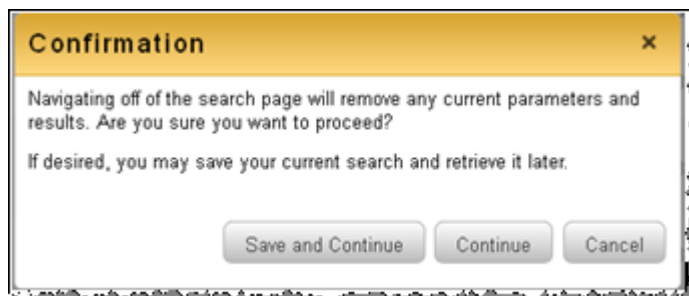 Confirmation ×
Navigating off of the search page will remove any current parameters and
results. Are you sure you want to proceed?
If desired, you may save your current search and retrieve it later.
Save and Continue Continue Cancel